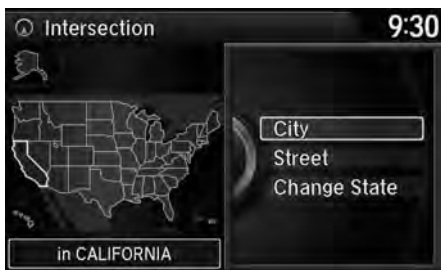 Intersection
9:30
City
Street
Change State
in CALIFORNIA